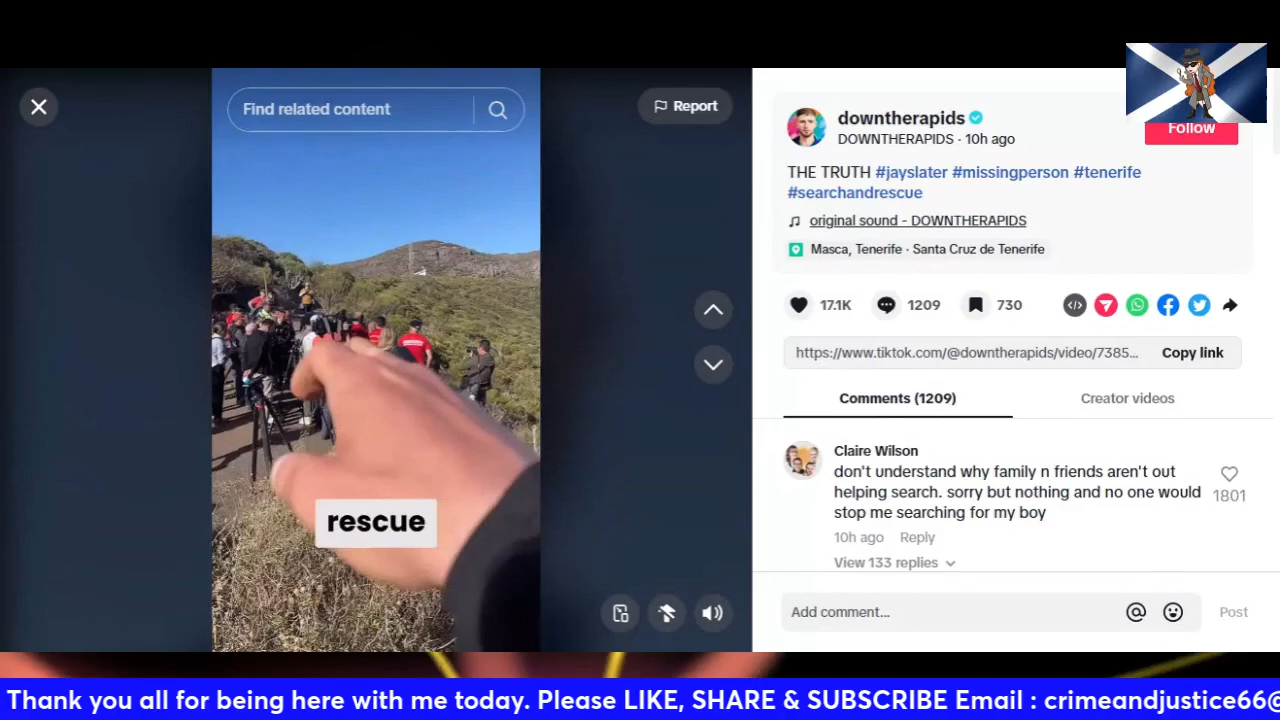 Find related content
Report
rescue
downtherapids
DOWNTHERAPIDS · 10h ago
Follow
THE TRUTH #jayslater #missingperson #tenerife
#searchandrescue
original sound - DOWNTHERAPIDS
Masca, Tenerife · Santa Cruz de Tenerife
17.1K
1209
730
https://www.tiktok.com/@downtherapids/video/7385...
Copy link
Comments (1209)
Creator videos
Claire Wilson
don't understand why family n friends aren't out
helping search. sorry but nothing and no one would
stop me searching for my boy
1801
10h ago
Reply
View 133 replies
Add comment...
Post
Thank you all for being here with me today. Please LIKE, SHARE & SUBSCRIBE Email : crimeandjustice66@